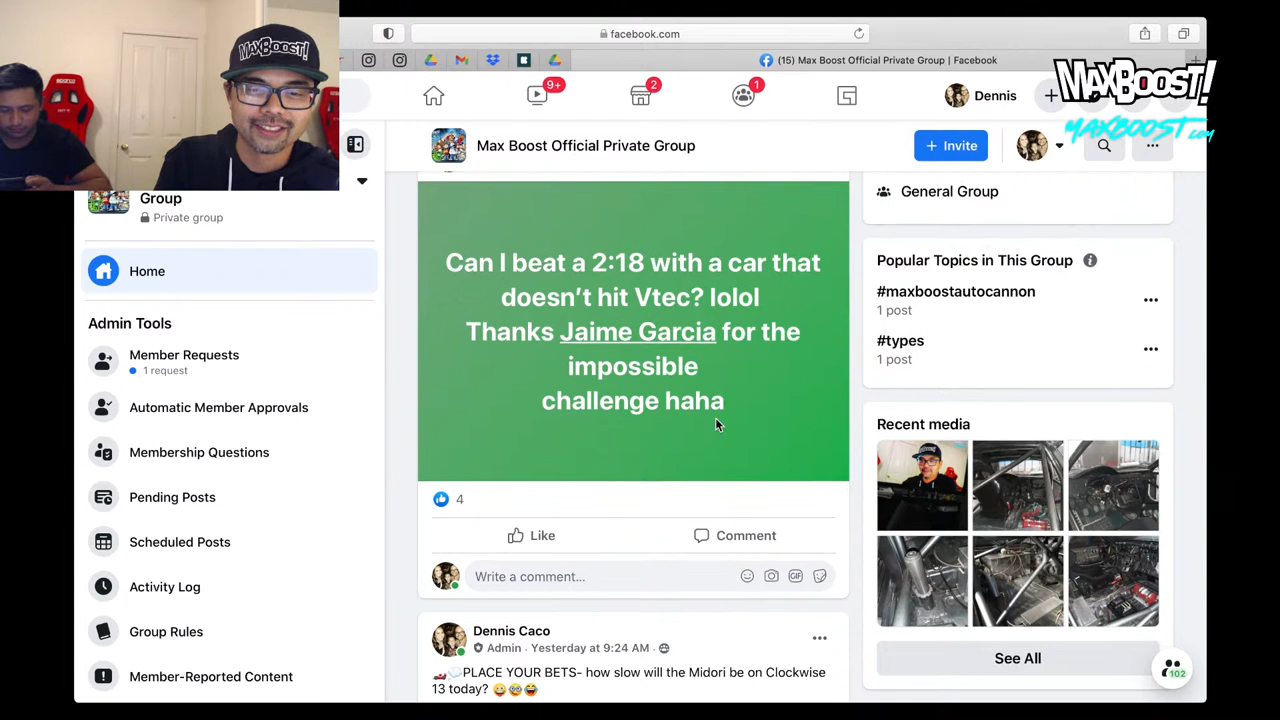 MAXBOOST!
facebook.com
(15) Max Boost Official Private Group | Facebook
MAXBOOST!
MAXBOOST.com
9+
2
1
Dennis
Max Boost Official Private Group
+ Invite
Group
Private group
Home
Admin Tools
Member Requests
1 request
Automatic Member Approvals
Membership Questions
Pending Posts
Scheduled Posts
Activity Log
Group Rules
Member-Reported Content
Can I beat a 2:18 with a car that
doesn’t hit Vtec? lolol
Thanks Jaime Garcia for the
impossible
challenge haha
4
Like
Comment
Write a comment...
GIF
Dennis Caco
Admin · Yesterday at 9:24 AM ·
PLACE YOUR BETS- how slow will the Midori be on Clockwise
13 today?
General Group
Popular Topics in This Group
#maxboostautocannon
1 post
#types
1 post
Recent media
See All
102